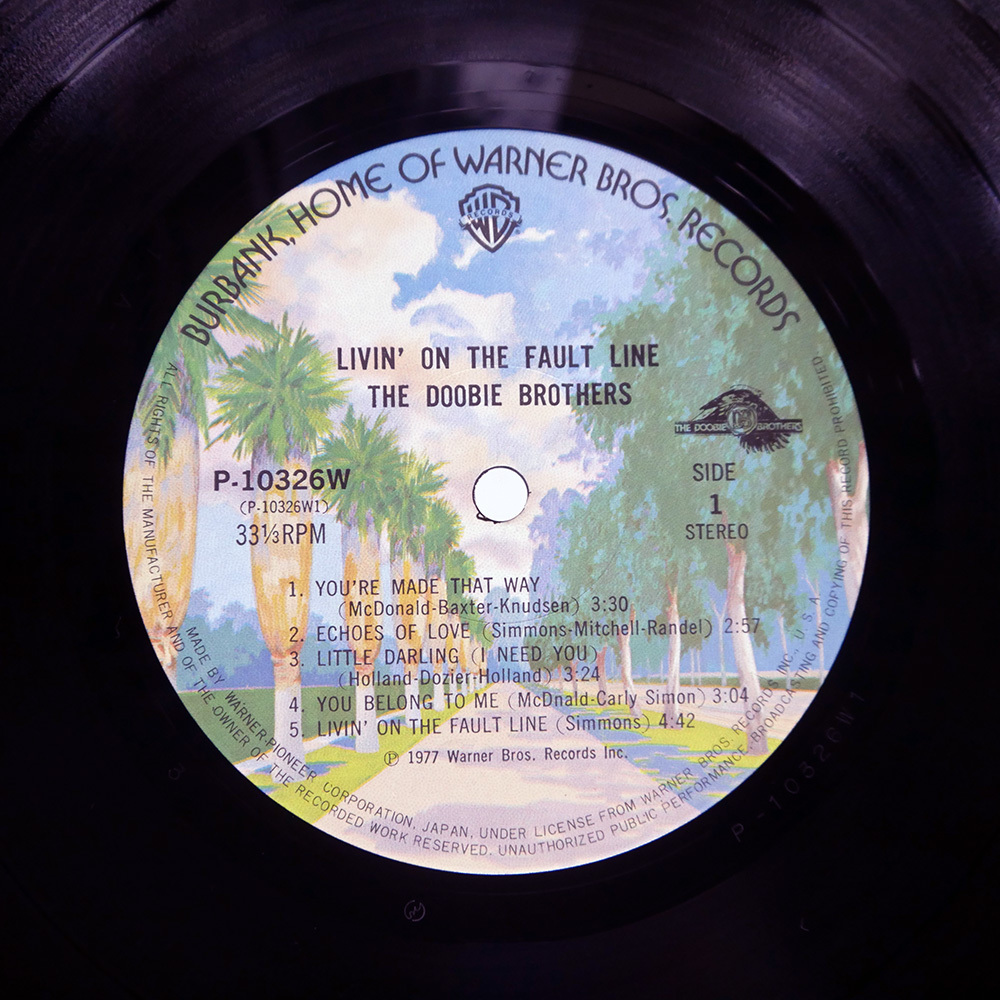 BURBANK, HOME OF WARNER BROS. RECORDS
W B
RECORDS
LIVIN' ON THE FAULT LINE
THE DOOBIE BROTHERS
THE DOOBIE BROTHERS
P-10326W
(P-10326W1)
33⅓RPM
SIDE
1
STEREO
1. YOU'RE MADE THAT WAY
(McDonald-Baxter-Knudsen) 3:30
2. ECHOES OF LOVE (Simmons-Mitchell-Randel) 2:57
3. LITTLE DARLING (I NEED YOU)
(Holland-Dozier-Holland) 3:24
4. YOU BELONG TO ME (McDnald-Carly Simon) 3:04
5. LIVIN' ON THE FAULT LINE (Simmons) 4:42
℗ 1977 Warner Bros. Records Inc.
MADE BY WARNER-PIONEER CORPORATION, JAPAN, UNDER LICENSE FROM WARNER BROS. RECORDS INC., U.S.A.
ALL RIGHTS OF THE MANUFACTURER AND OF THE OWNER OF THE RECORDED WORK RESERVED. UNAUTHORIZED PUBLIC PERFORMANCE, BROADCASTING AND COPYING OF THIS RECORD PROHIBITED
P-10326W1